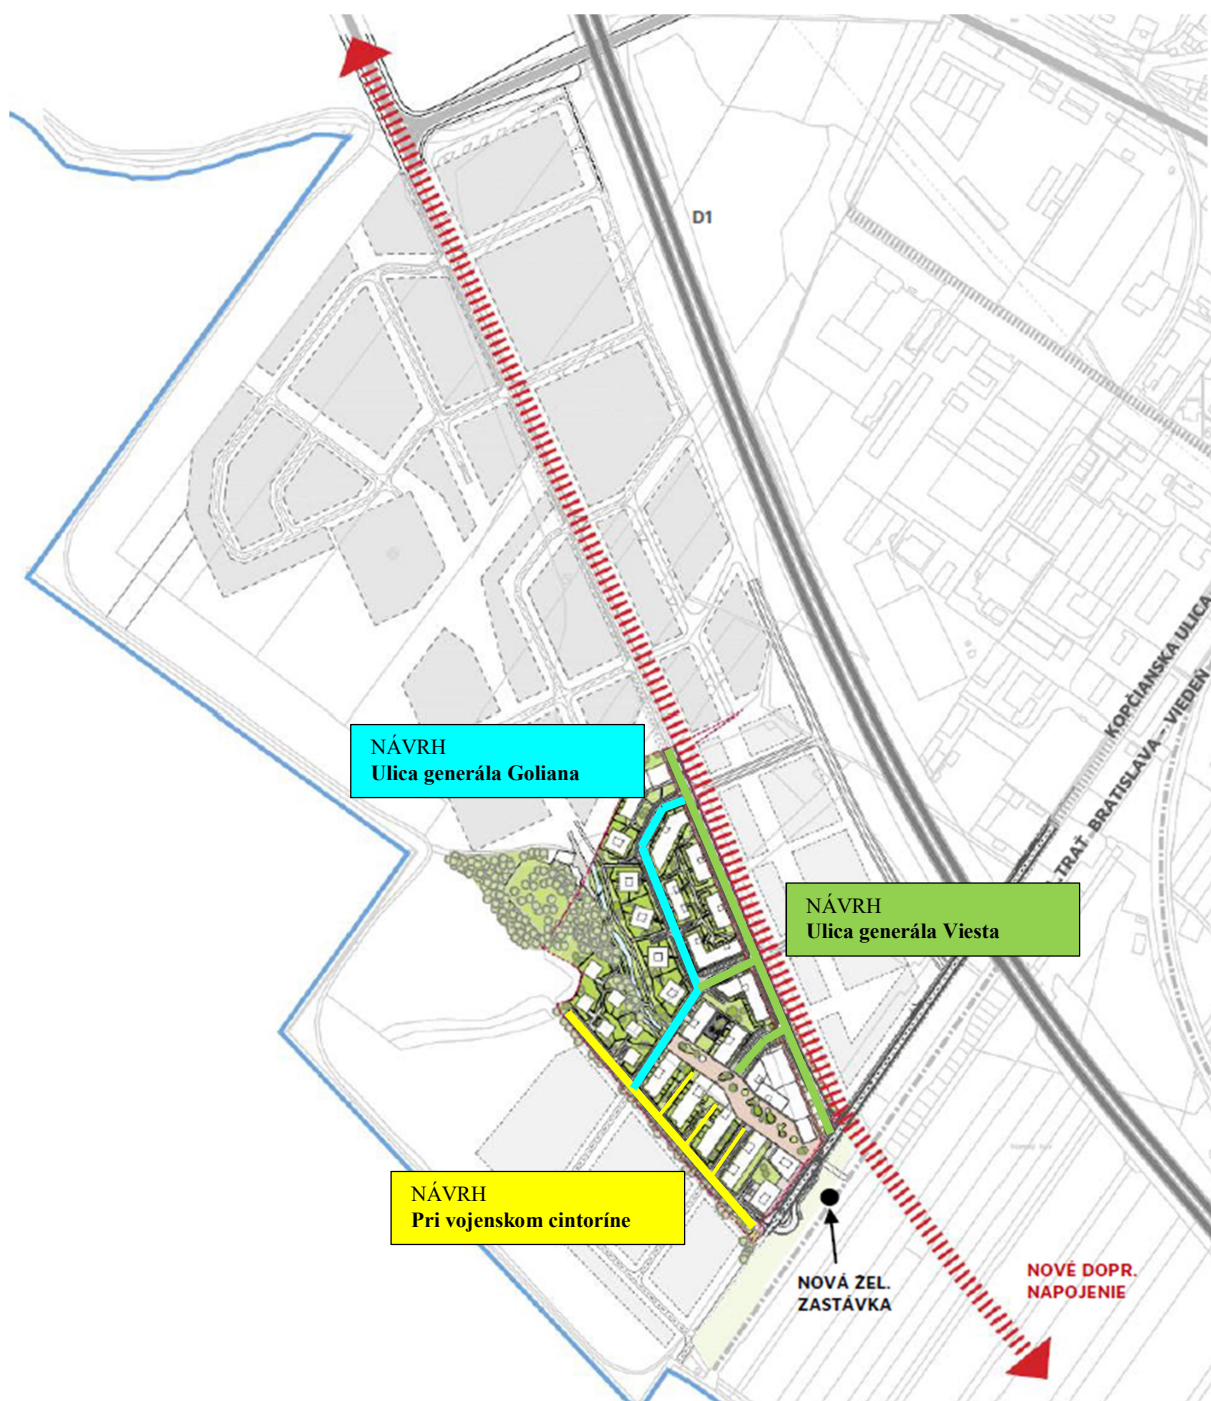 D1
KOPČIANSKA ULICA
Ž.TRAŤ BRATISLAVA - VIEDEŇ
NÁVRH
Ulica generála Goliana
NÁVRH
Ulica generála Viesta
NÁVRH
Pri vojenskom cintoríne
NOVÁ ŽEL.
ZASTÁVKA
NOVÉ DOPR.
NAPOJENIE